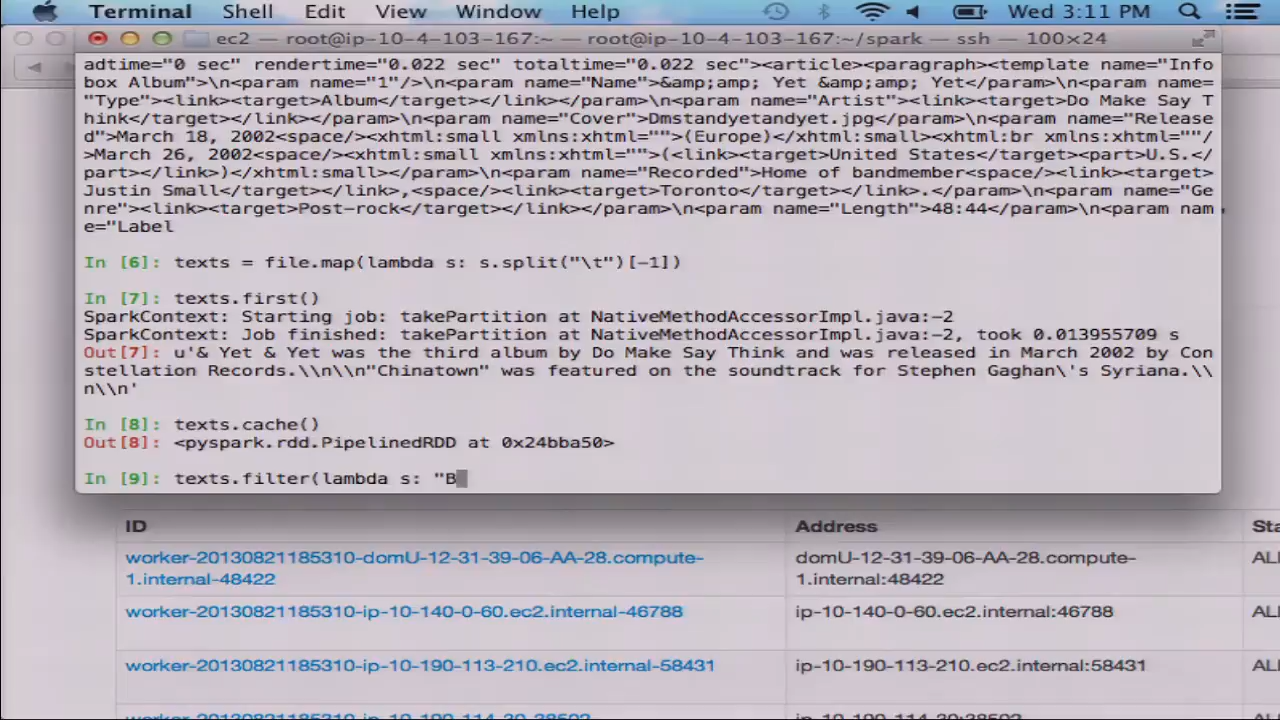 Terminal Shell Edit View Window Help Wed 3:11 PM
ec2 — root@ip-10-4-103-167:~ — root@ip-10-4-103-167:~/spark — ssh — 100×24
adtime="0 sec" rendertime="0.022 sec" totaltime="0.022 sec"><article><paragraph><template name="Info
box Album">\n<param name="1"/>\n<param name="Name">&amp;amp; Yet &amp;amp; Yet</param>\n<param name=
"Type"><link><target>Album</target></link></param>\n<param name="Artist"><link><target>Do Make Say T
hink</target></link></param>\n<param name="Cover">Dmstandyetandyet.jpg</param>\n<param name="Release
d">March 18, 2002<space/><xhtml:small xmlns:xhtml="">(Europe)</xhtml:small><xhtml:br xmlns:xhtml=""/
>March 26, 2002<space/><xhtml:small xmlns:xhtml="">(<link><target>United States</target><part>U.S.</
part></link>)</xhtml:small></param>\n<param name="Recorded">Home of bandmember<space/><link><target>
Justin Small</target></link>,<space/><link><target>Toronto</target></link>.</param>\n<param name="Ge
nre"><link><target>Post-rock</target></link></param>\n<param name="Length">48:44</param>\n<param nam
e="Label
In [6]: texts = file.map(lambda s: s.split("\t")[-1])
In [7]: texts.first()
SparkContext: Starting job: takePartition at NativeMethodAccessorImpl.java:-2
SparkContext: Job finished: takePartition at NativeMethodAccessorImpl.java:-2, took 0.013955709 s
Out[7]: u'& Yet & Yet was the third album by Do Make Say Think and was released in March 2002 by Con
stellation Records.\\n\\n"Chinatown" was featured on the soundtrack for Stephen Gaghan\'s Syriana.\\
n\\n'
In [8]: texts.cache()
Out[8]: <pyspark.rdd.PipelinedRDD at 0x24bba50>
In [9]: texts.filter(lambda s: "B
ID Address Sta
worker-20130821185310-domU-12-31-39-06-AA-28.compute- domU-12-31-39-06-AA-28.compute- ALI
1.internal-48422 1.internal:48422
worker-20130821185310-ip-10-140-0-60.ec2.internal-46788 ip-10-140-0-60.ec2.internal:46788 ALI
worker-20130821185310-ip-10-190-113-210.ec2.internal-58431 ip-10-190-113-210.ec2.internal:58431 ALI